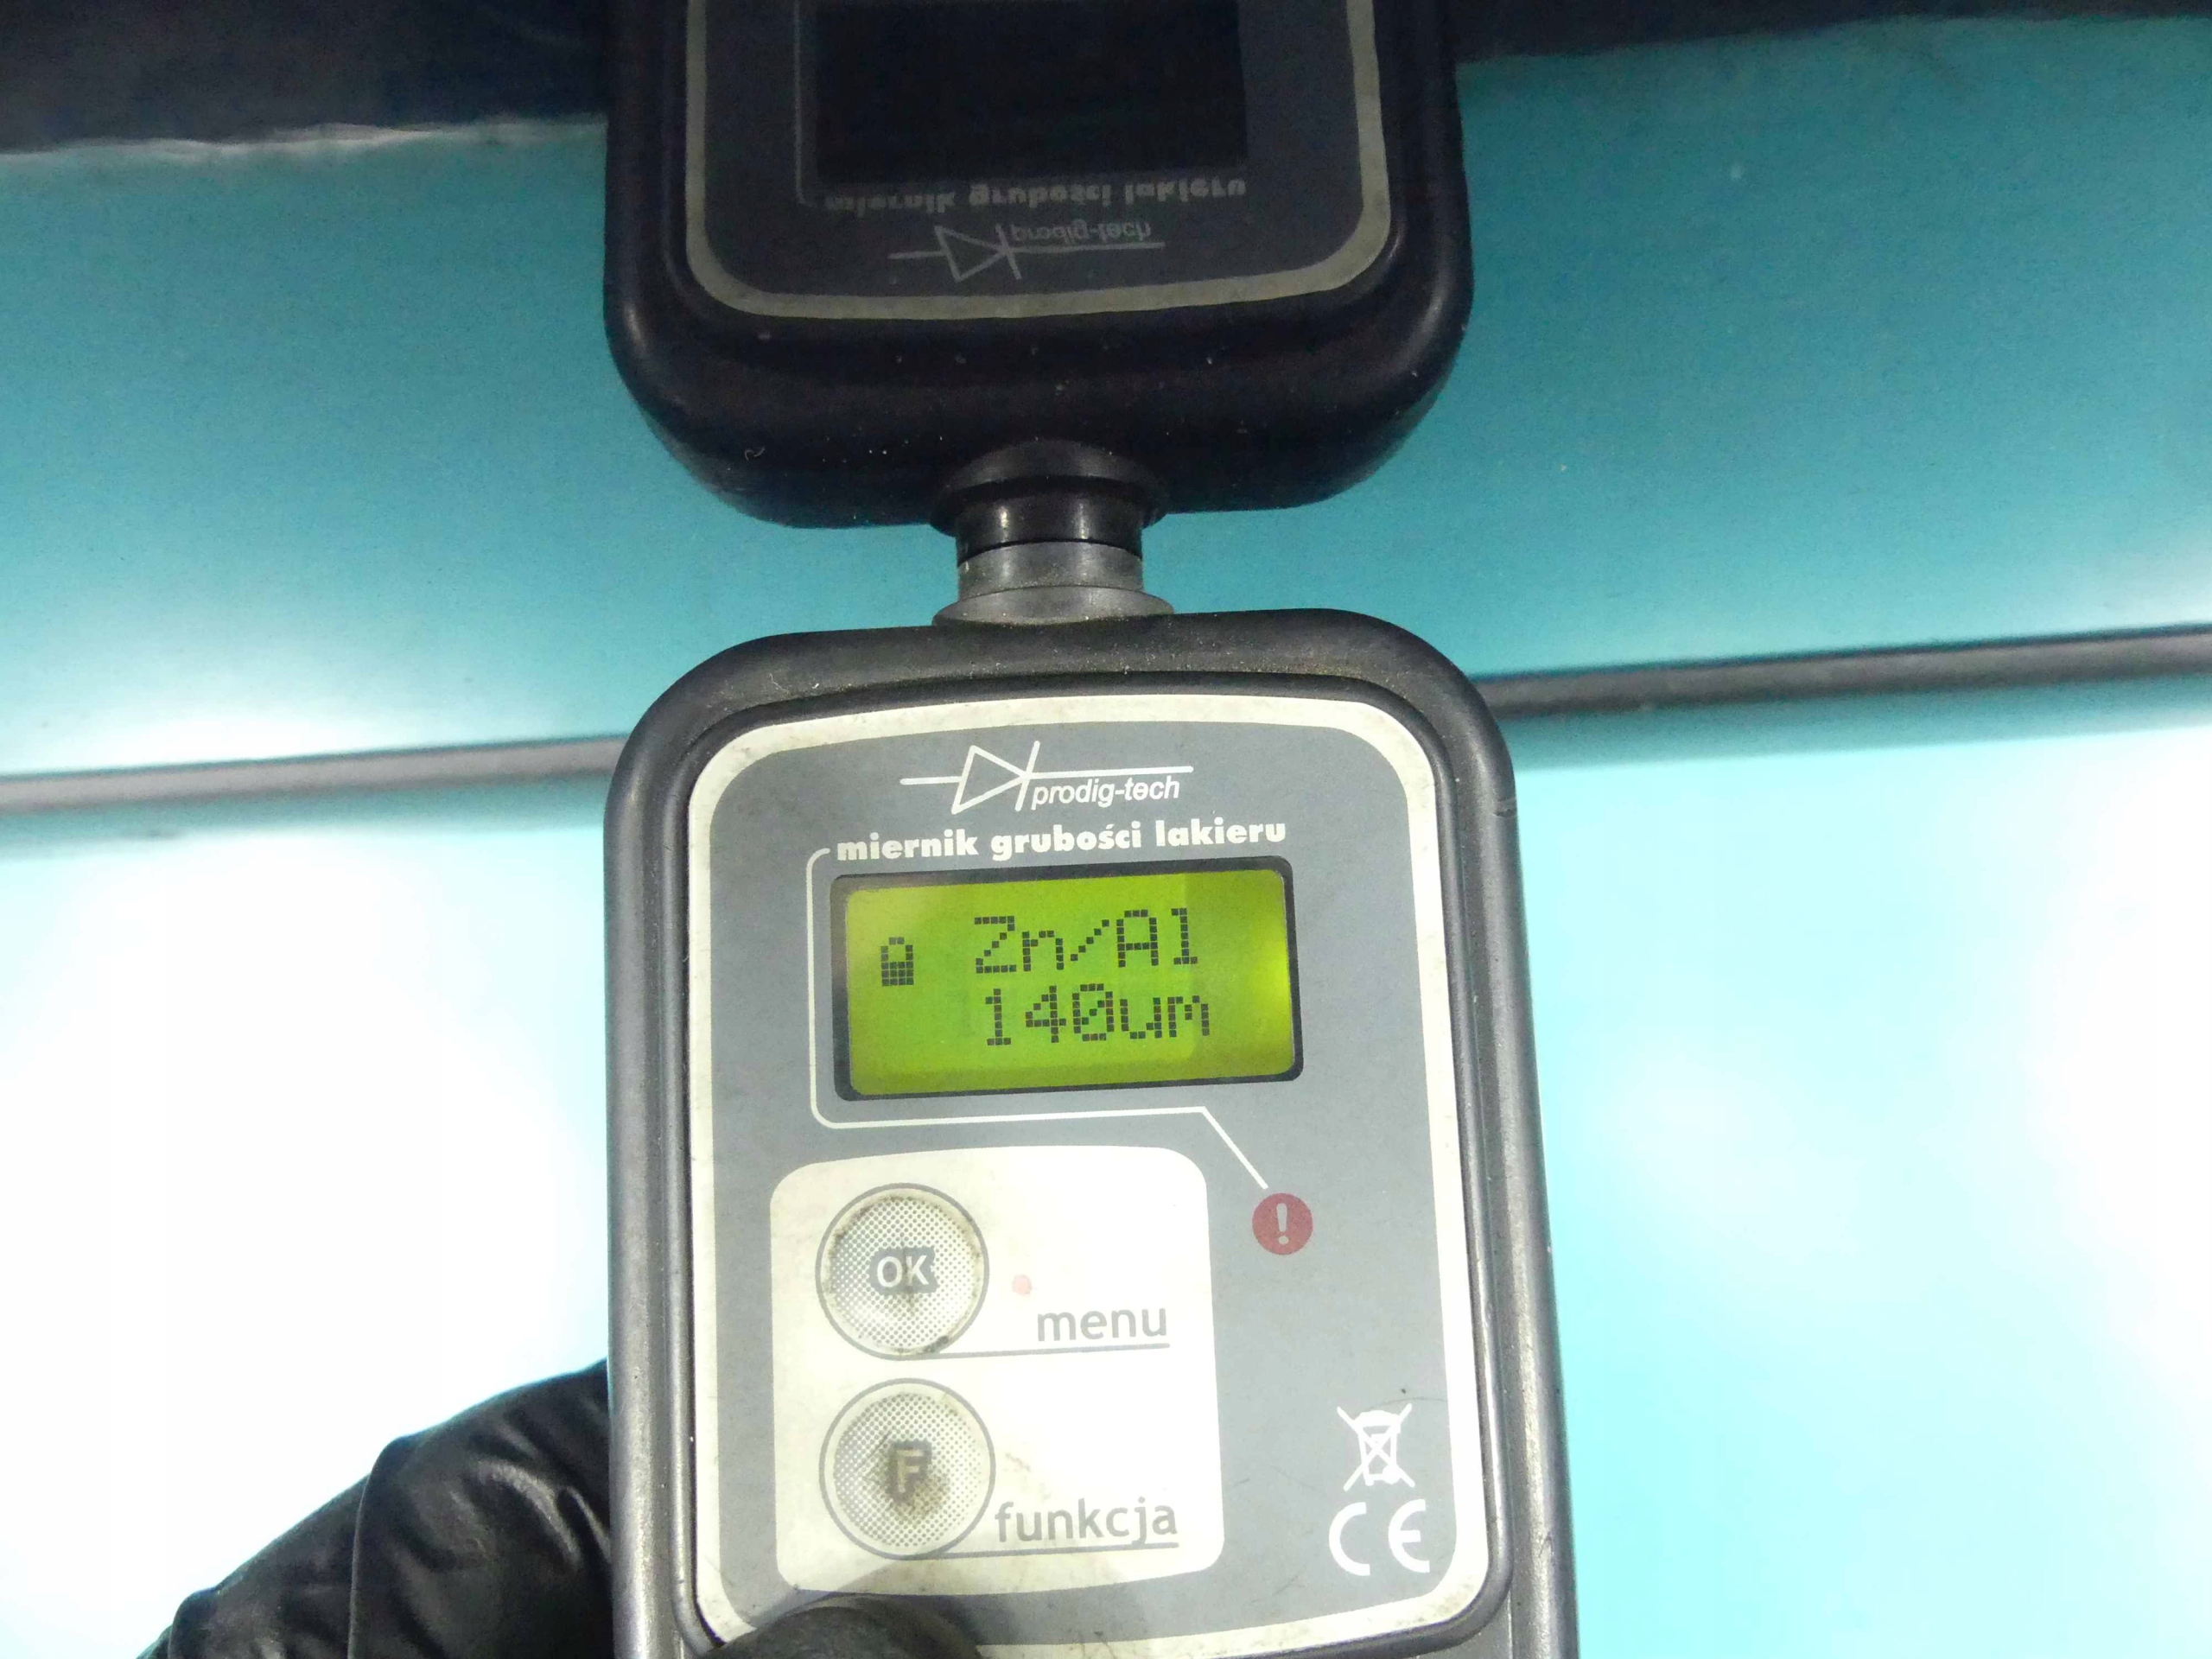 miernik grubości lakieru
prodig-tech
prodig-tech
miernik grubości lakieru
Zn/Al
140um
!
OK
menu
F
funkcja
CE